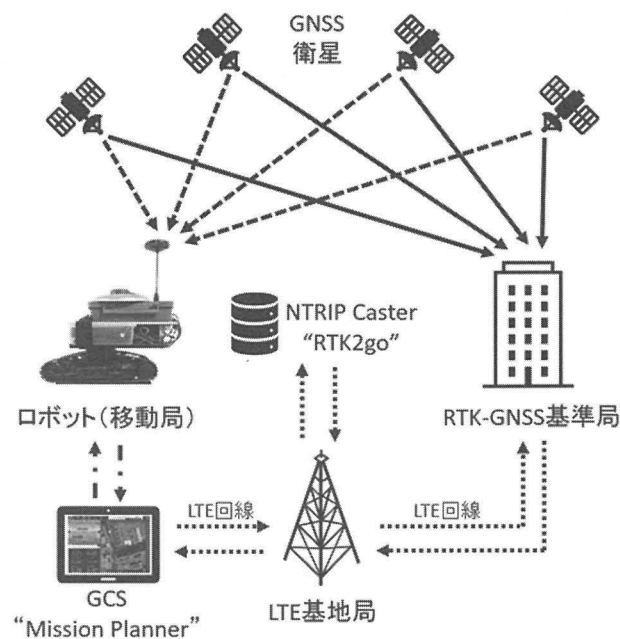 GNSS
衛星
NTRIP Caster
“RTK2go”
ロボット（移動局）
RTK-GNSS基準局
LTE回線
LTE回線
GCS
“Mission Planner”
LTE基地局